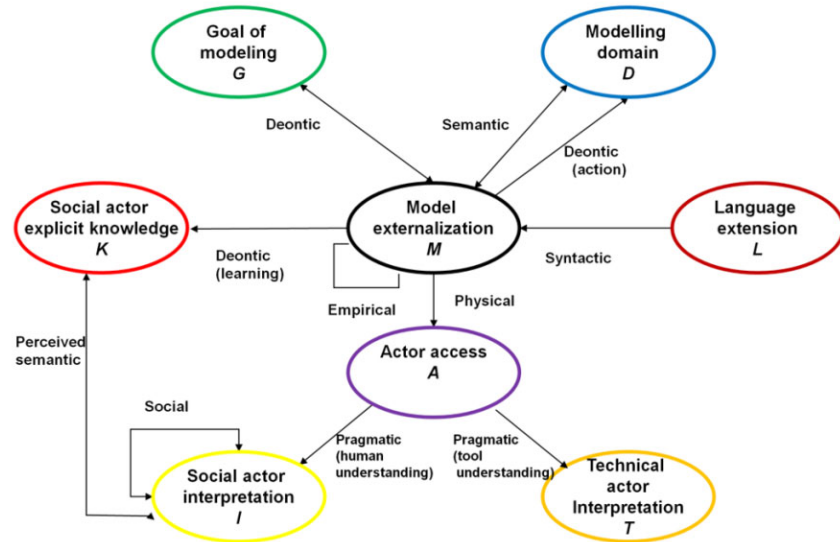 Goal of
modeling
G
Modelling
domain
D
Deontic
Semantic
Deontic
(action)
Social actor
explicit knowledge
K
Model
externalization
M
Language
extension
L
Deontic
(learning)
Syntactic
Empirical
Physical
Perceived
semantic
Actor access
A
Social
Pragmatic
(human
understanding)
Pragmatic
(tool
understanding)
Social actor
interpretation
I
Technical
actor
Interpretation
T